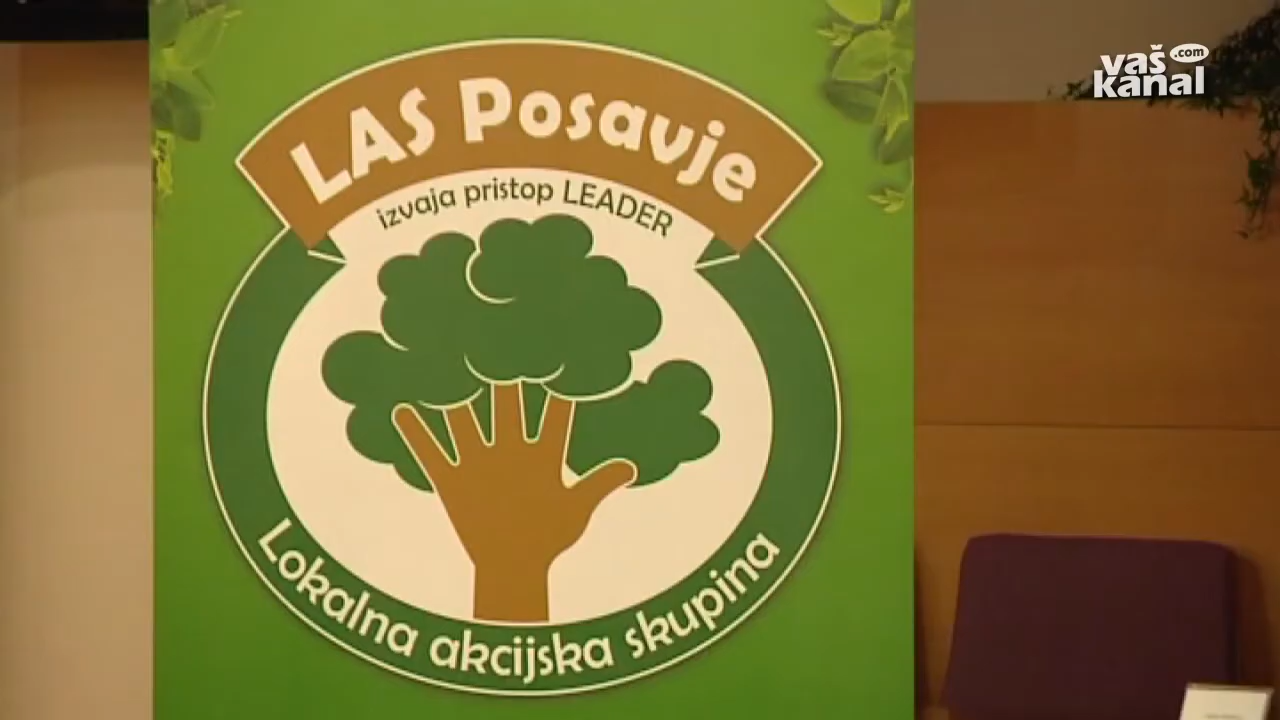 vaš .com
kanal
LAS Posavje
izvaja pristop LEADER
Lokalna akcijska skupina